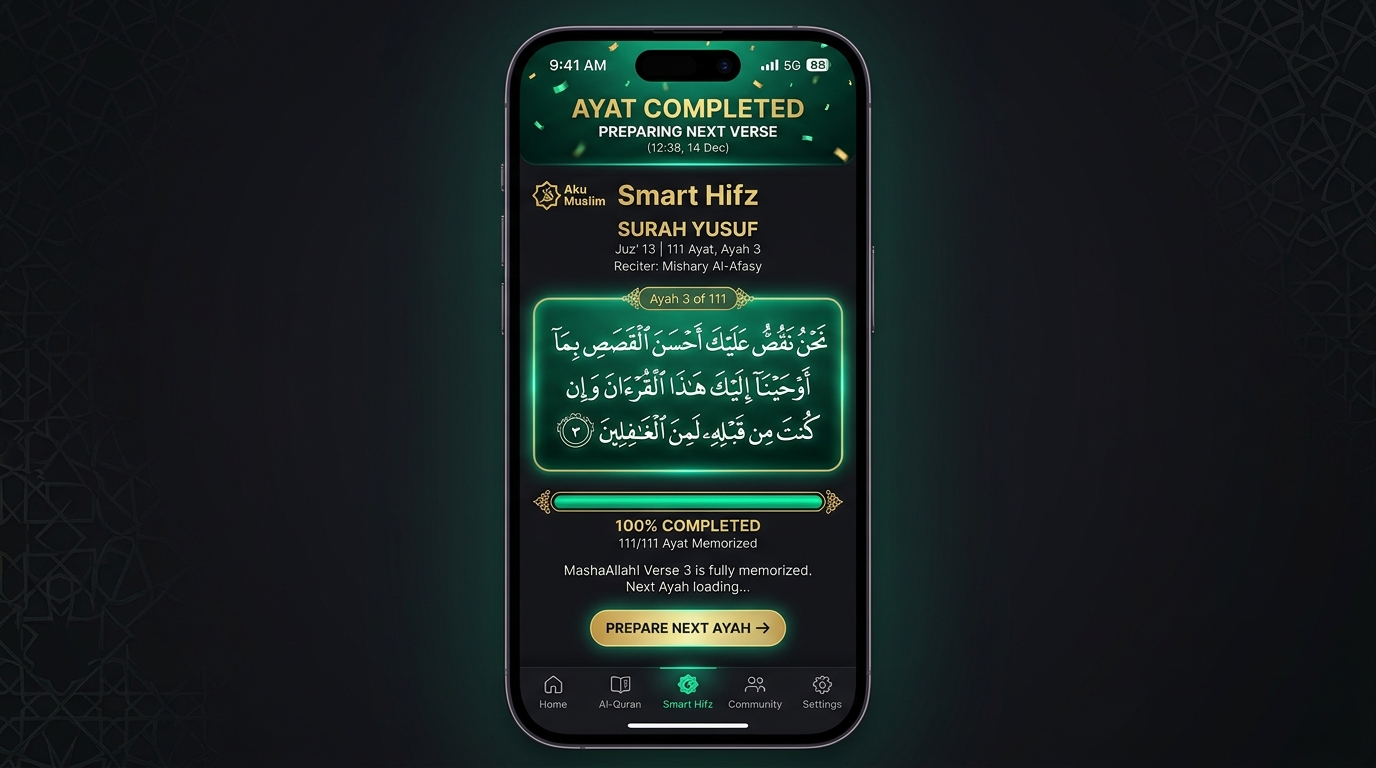 9:41 AM 5G 88
AYAT COMPLETED
PREPARING NEXT VERSE
(12:38, 14 Dec)
Aku
Muslim
Smart Hifz
SURAH YUSUF
Juz' 13 | 111 Ayat, Ayah 3
Reciter: Mishary Al-Afasy
Ayah 3 of 111
نَحْنُ نَقُصُّ عَلَيْكَ أَحْسَنَ ٱلْقَصَصِ بِمَآ
أَوْحَيْنَآ إِلَيْكَ هَـٰذَا ٱلْقُرْءَانَ وَإِن
كُنتَ مِن قَبْلِهِۦ لَمِنَ ٱلْغَـٰفِلِينَ ٣
100% COMPLETED
111/111 Ayat Memorized
MashaAllah! Verse 3 is fully memorized.
Next Ayah loading...
PREPARE NEXT AYAH →
Home Al-Quran Smart Hifz Community Settings